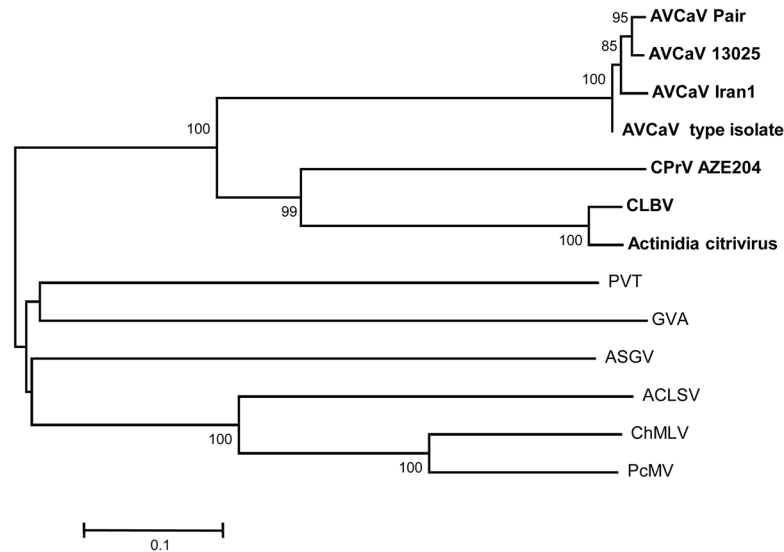 95
AVCaV Pair
85
AVCaV 13025
100
AVCaV Iran1
AVCaV type isolate
100
CPrV AZE204
99
CLBV
100
Actinidia citrivirus
PVT
GVA
ASGV
ACLSV
100
ChMLV
100
PcMV
0.1